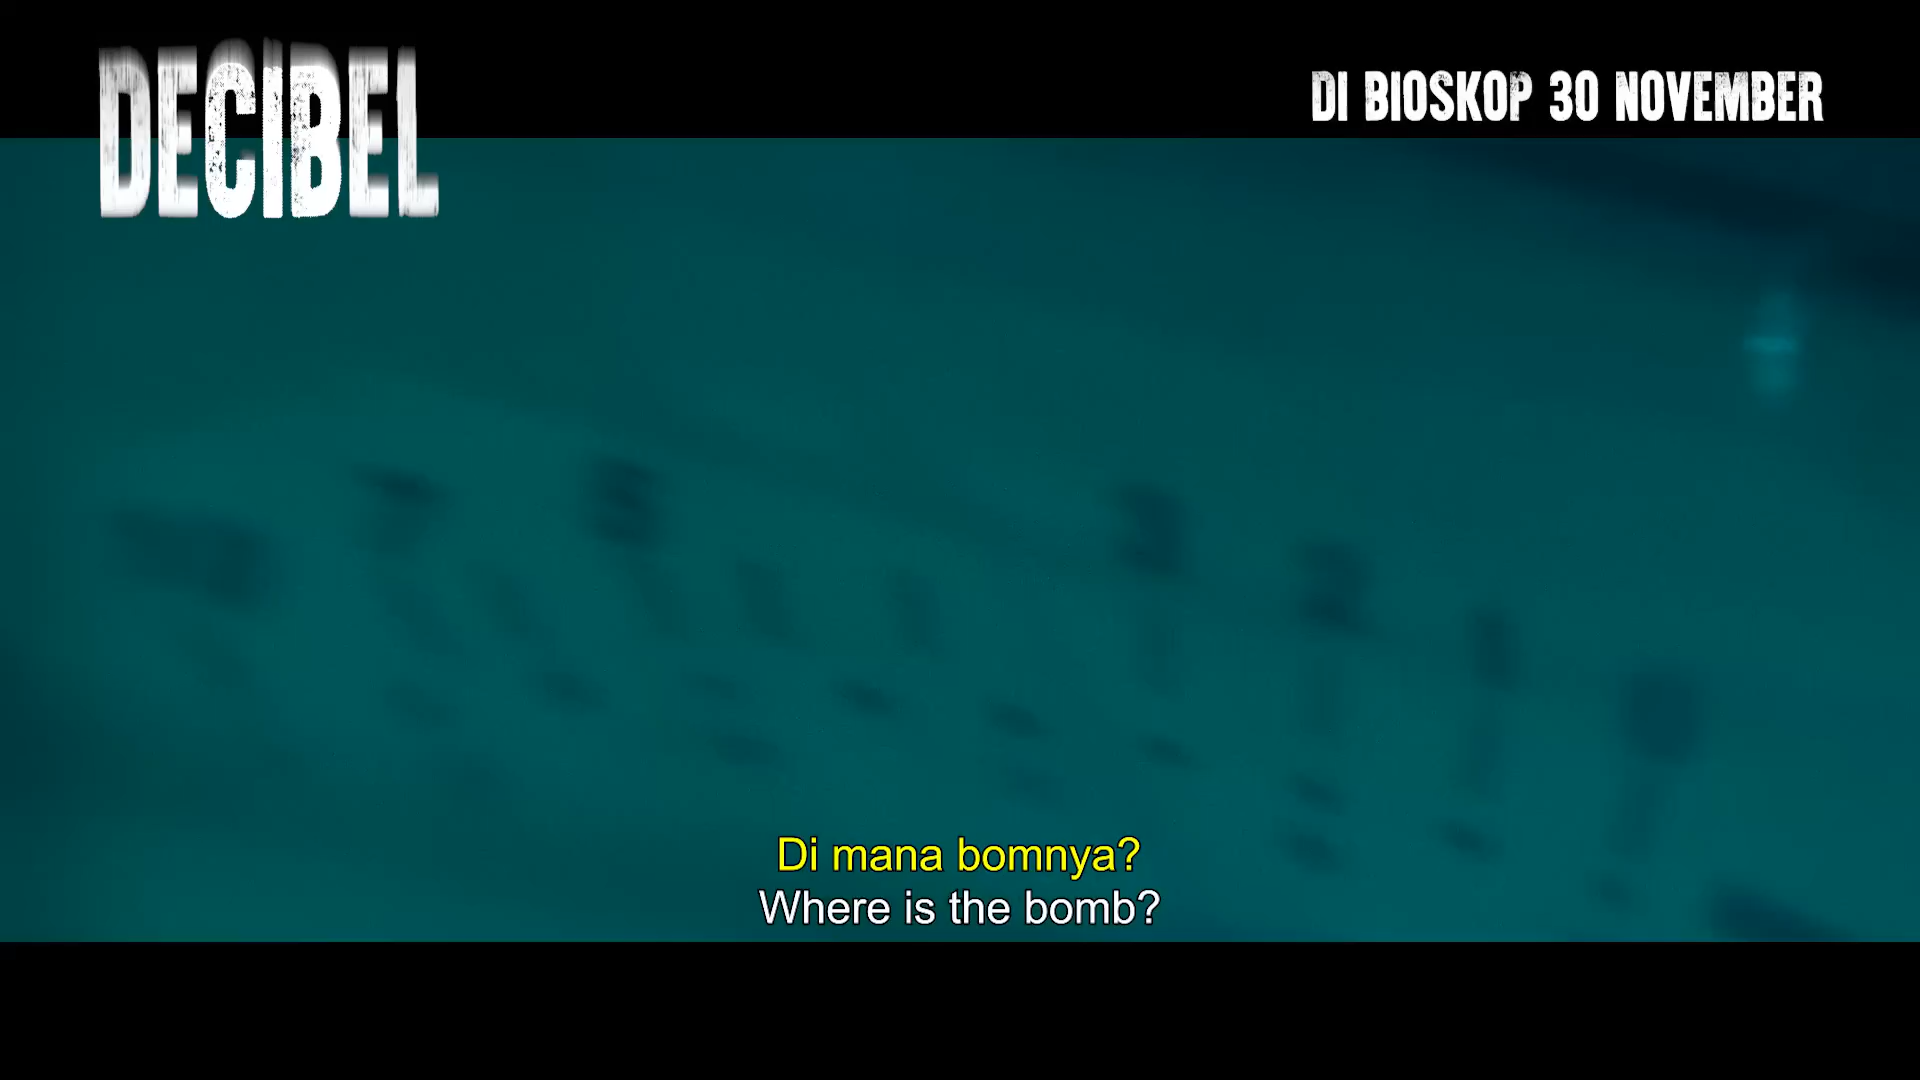 DECIBEL
DI BIOSKOP 30 NOVEMBER
Di mana bomnya?
Where is the bomb?